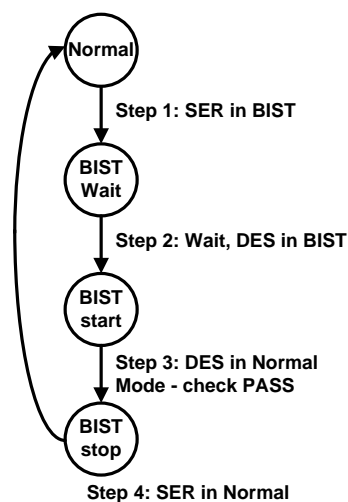 Normal
Step 1: SER in BIST
BIST
Wait
Step 2: Wait, DES in BIST
BIST
start
Step 3: DES in Normal
Mode - check PASS
BIST
stop
Step 4: SER in Normal